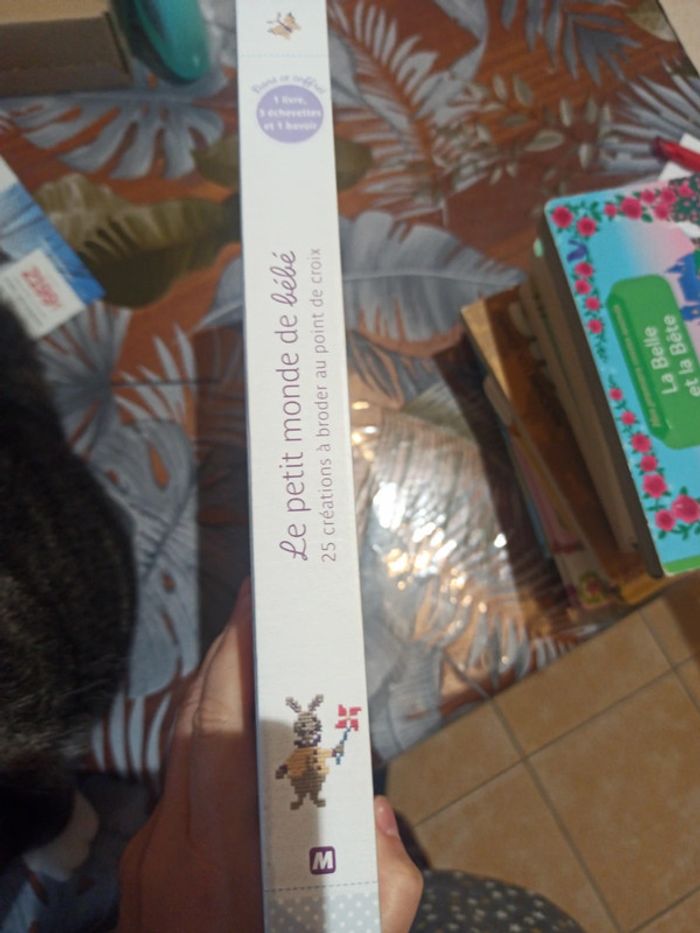 Dans ce coffret
1 livre,
3 échevettes
et 1 bavoir
Le petit monde de bébé
25 créations à broder au point de croix
M
La Belle
et la Bête